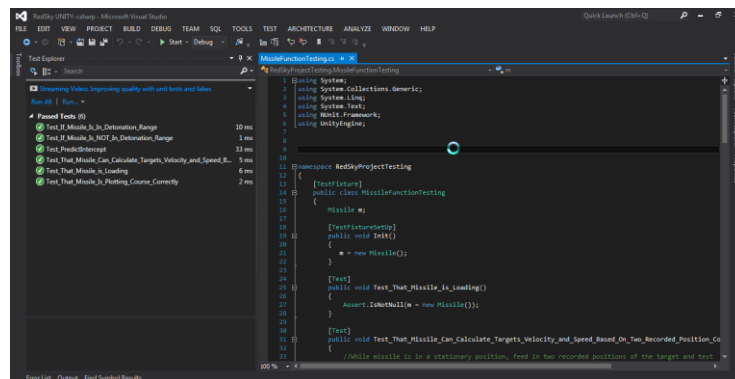 RedSky UNITY-csharp - Microsoft Visual Studio
Quick Launch (Ctrl+Q)
FILE EDIT VIEW PROJECT BUILD DEBUG TEAM SQL TOOLS TEST ARCHITECTURE ANALYZE WINDOW HELP
Start Debug
Toolbox
Test Explorer
Search
Streaming Video: Improving quality with unit tests and fakes
Run All | Run...
Passed Tests (6)
Test_If_Missile_Is_In_Detonation_Range 10 ms
Test_If_Missile_Is_NOT_In_Detonation_Range 1 ms
Test_PredictIntercept 33 ms
Test_That_Missile_Can_Calculate_Targets_Velocity_and_Speed_B... 5 ms
Test_That_Missile_is_Loading 6 ms
Test_That_Missile_Is_Plotting_Course_Correctly 2 ms
MissileFunctionTesting.cs
RedSkyProjectTesting.MissileFunctionTesting
m
1 using System;
2 using System.Collections.Generic;
3 using System.Linq;
4 using System.Text;
5 using NUnit.Framework;
6 using UnityEngine;
7
8
9
10
11 namespace RedSkyProjectTesting
12 {
13 [TestFixture]
14 public class MissileFunctionTesting
15 {
16 Missile m;
17
18 [TestFixtureSetUp]
19 public void Init()
20 {
21 m = new Missile();
22 }
23
24 [Test]
25 public void Test_That_Missile_Is_Loading()
26 {
27 Assert.IsNotNull(m = new Missile());
28 }
29
30 [Test]
31 public void Test_That_Missile_Can_Calculate_Targets_Velocity_and_Speed_Based_On_Two_Recorded_Position_Co
32 {
33 //While missile is in a stationary position, feed in two recorded positions of the target and test
100 %
Error List Output Find Symbol Results